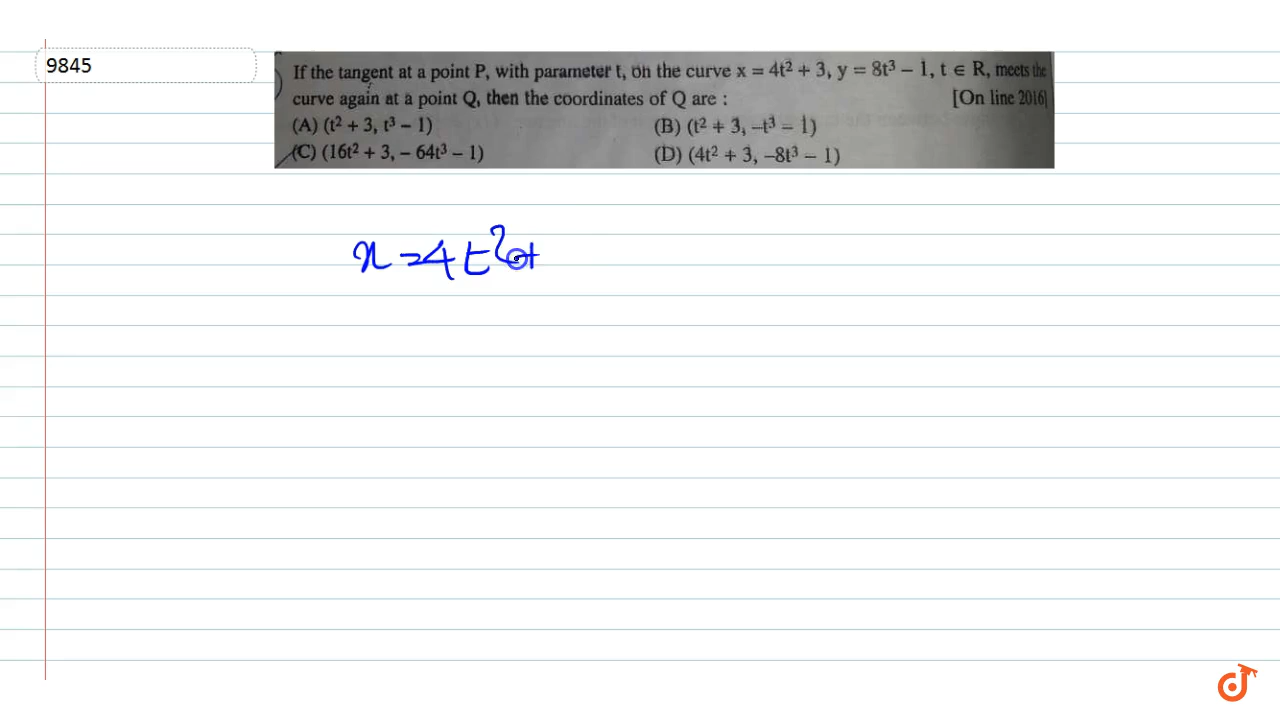 9845
If the tangent at a point P, with parameter t, on the curve x = 4t² + 3, y = 8t³ – 1, t ∈ R, meets the
curve again at a point Q, then the coordinates of Q are : [On line 2016]
(A) (t² + 3, t³ – 1) (B) (t² + 3, –t³ – 1)
(C) (16t² + 3, – 64t³ – 1) (D) (4t² + 3, –8t³ – 1)
x = 4t² +